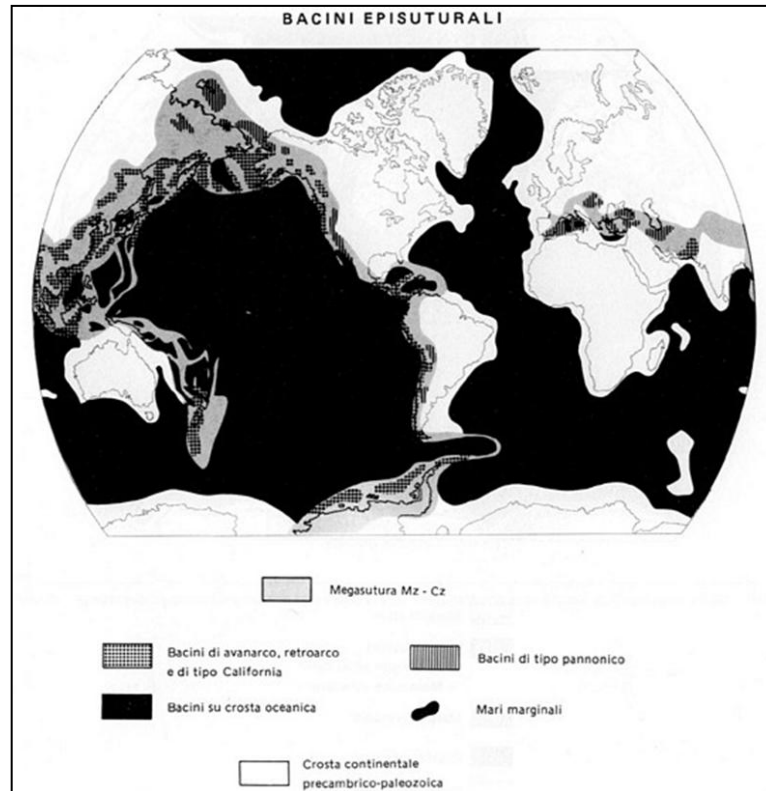 BACINI EPISUTURALI
Megasutura Mz - Cz
Bacini di avanarco, retroarco
e di tipo California
Bacini di tipo pannonico
Bacini su crosta oceanica
Mari marginali
Crosta continentale
precambrico-paleozoica